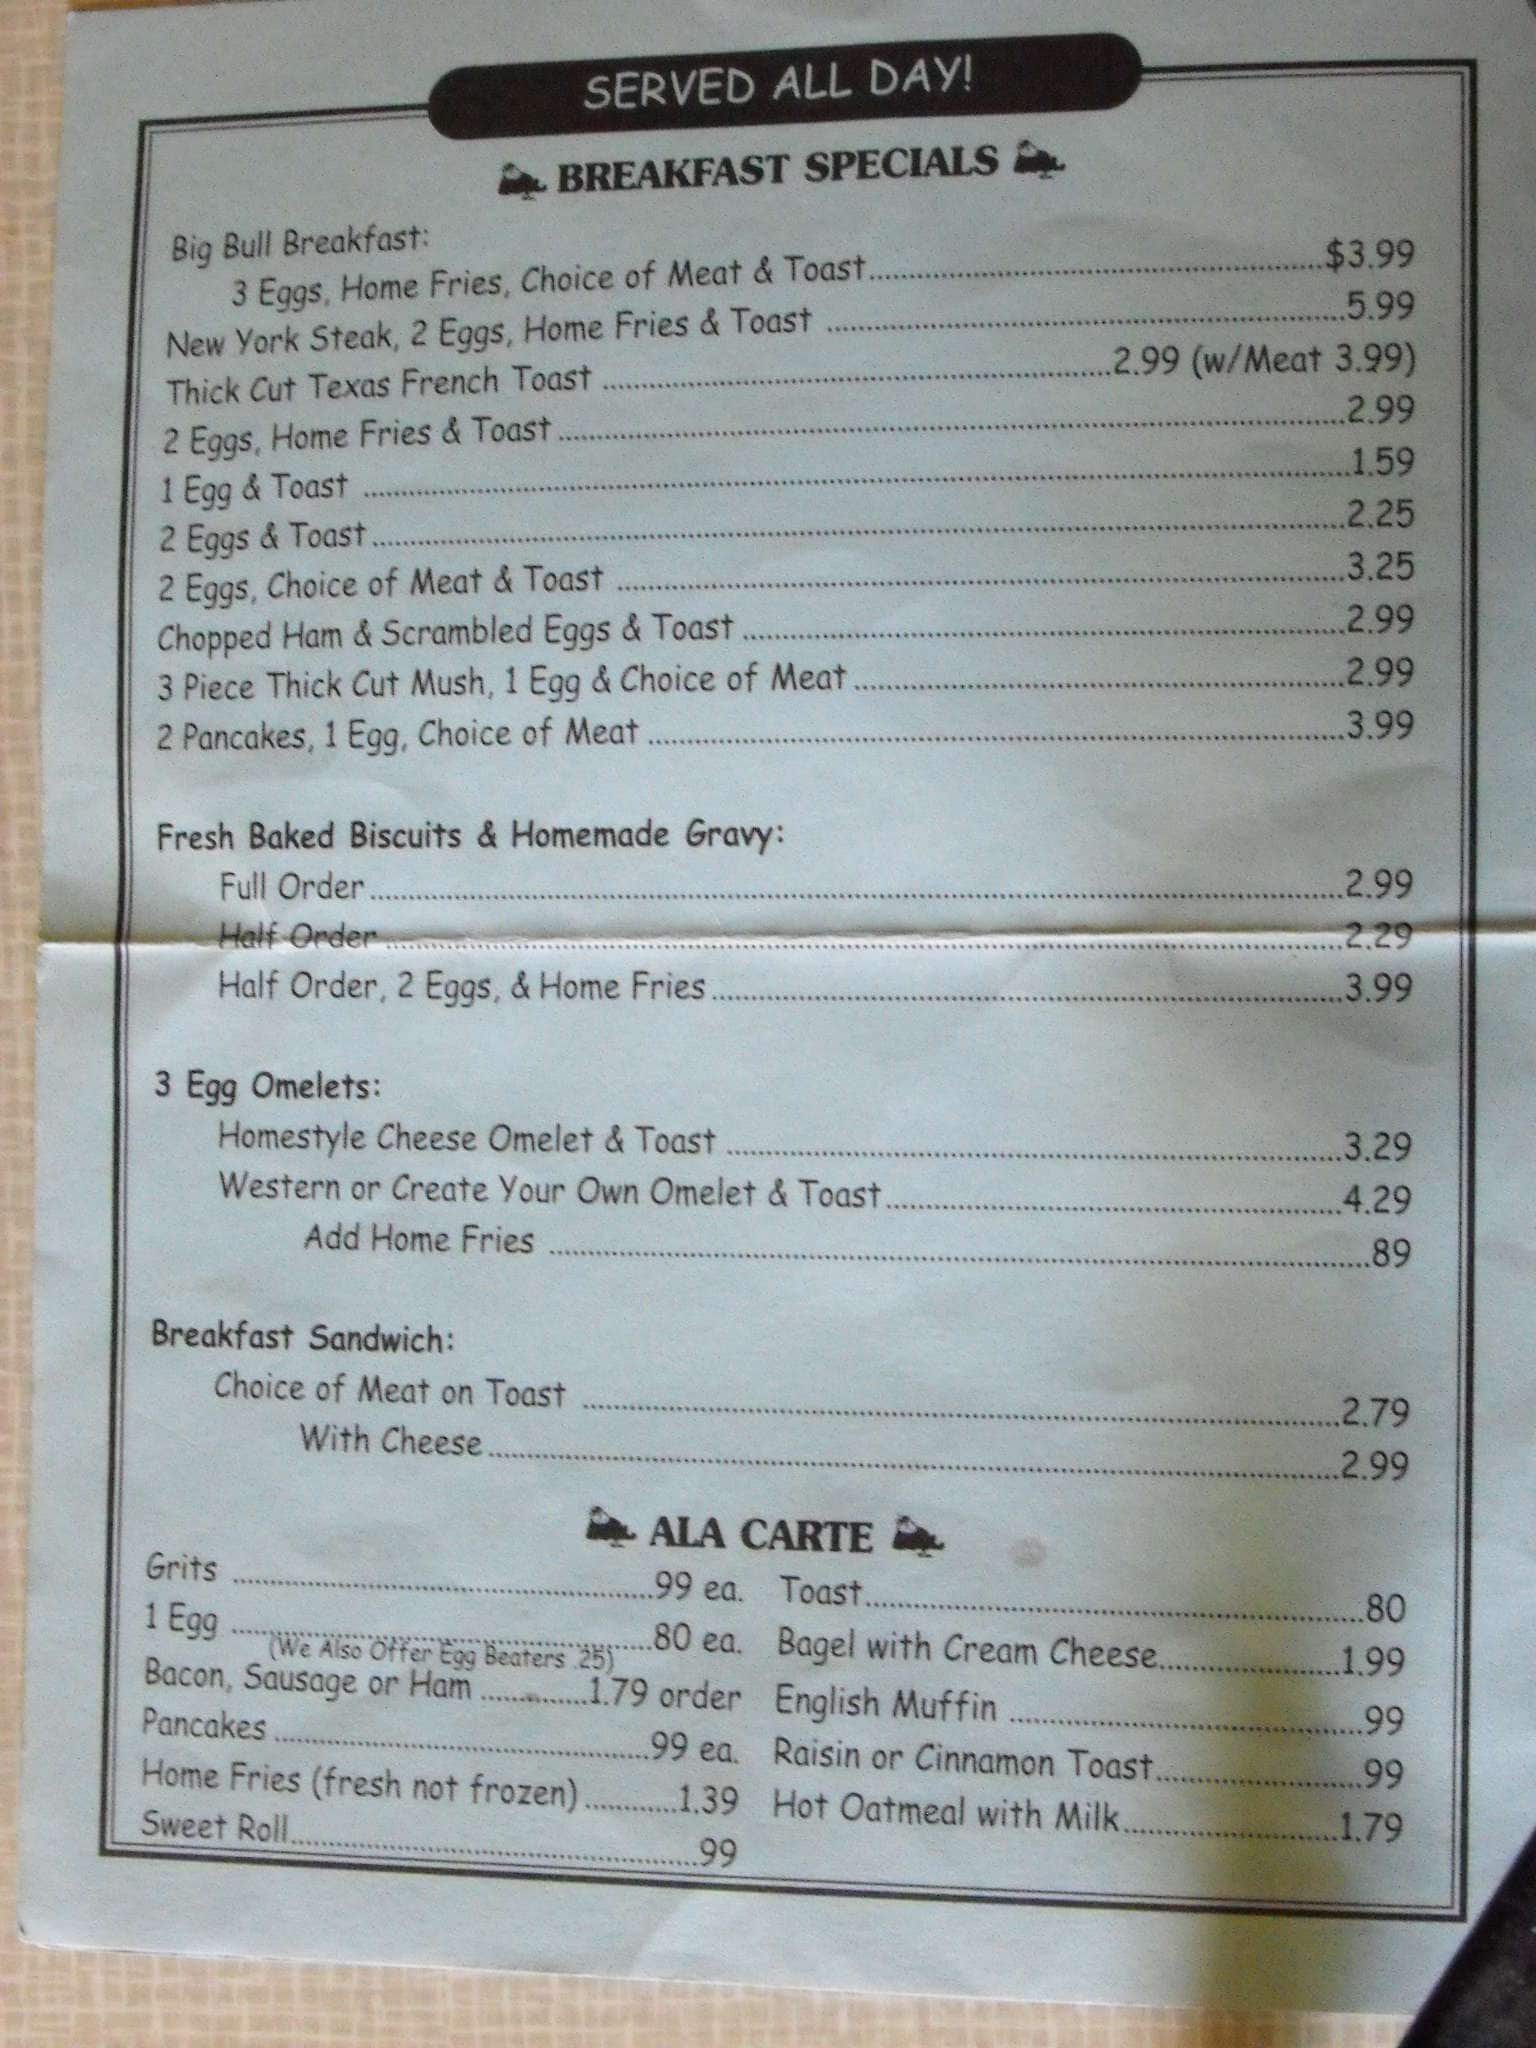 SERVED ALL DAY!
BREAKFAST SPECIALS
Big Bull Breakfast:
3 Eggs, Home Fries, Choice of Meat & Toast $3.99
New York Steak, 2 Eggs, Home Fries & Toast 5.99
Thick Cut Texas French Toast 2.99 (w/Meat 3.99)
2 Eggs, Home Fries & Toast 2.99
1 Egg & Toast 1.59
2 Eggs & Toast 2.25
2 Eggs, Choice of Meat & Toast 3.25
Chopped Ham & Scrambled Eggs & Toast 2.99
3 Piece Thick Cut Mush, 1 Egg & Choice of Meat 2.99
2 Pancakes, 1 Egg, Choice of Meat 3.99
Fresh Baked Biscuits & Homemade Gravy:
Full Order 2.99
Half Order 2.29
Half Order, 2 Eggs, & Home Fries 3.99
3 Egg Omelets:
Homestyle Cheese Omelet & Toast 3.29
Western or Create Your Own Omelet & Toast 4.29
Add Home Fries .89
Breakfast Sandwich:
Choice of Meat on Toast 2.79
With Cheese 2.99
ALA CARTE
Grits .99 ea.
1 Egg .80 ea.
(We Also Offer Egg Beaters .25)
Bacon, Sausage or Ham 1.79 order
Pancakes .99 ea.
Home Fries (fresh not frozen) 1.39
Sweet Roll .99
Toast .80
Bagel with Cream Cheese 1.99
English Muffin .99
Raisin or Cinnamon Toast .99
Hot Oatmeal with Milk 1.79